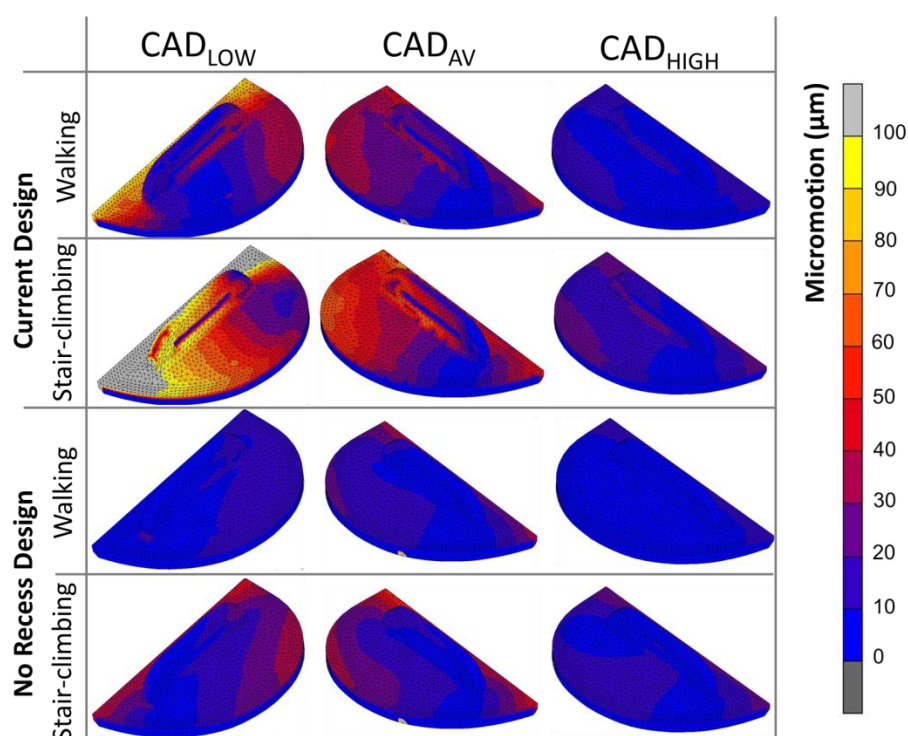 CAD_LOW CAD_AV CAD_HIGH
Current Design
Walking
Stair-climbing
No Recess Design
Walking
Stair-climbing
Micromotion (μm)
100
90
80
70
60
50
40
30
20
10
0